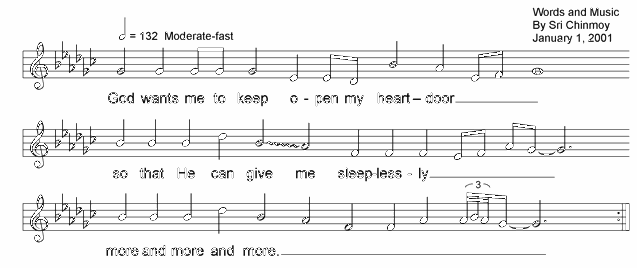 Words and Music
By Sri Chinmoy
January 1, 2001
= 132 Moderate-fast
God wants me to keep o - pen my heart - door
so that He can give me sleep-less - ly
3
more and more and more.